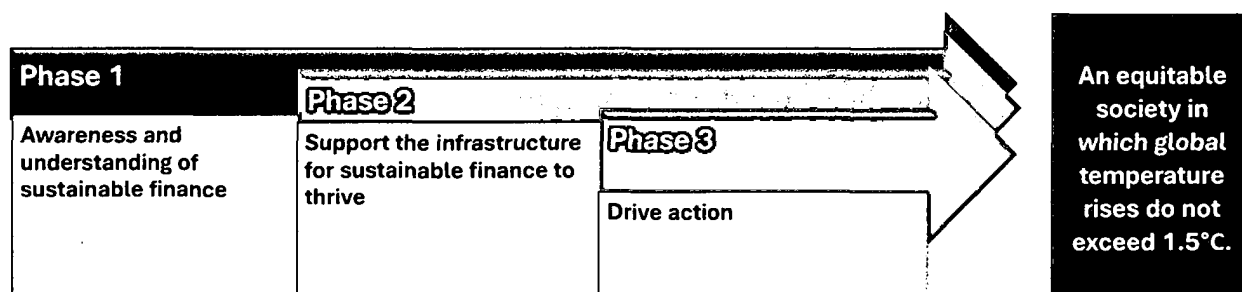 Phase 1
Awareness and
understanding of
sustainable finance
Phase 2
Support the infrastructure
for sustainable finance to
thrive
Phase 3
Drive action
An equitable
society in
which global
temperature
rises do not
exceed 1.5°C.